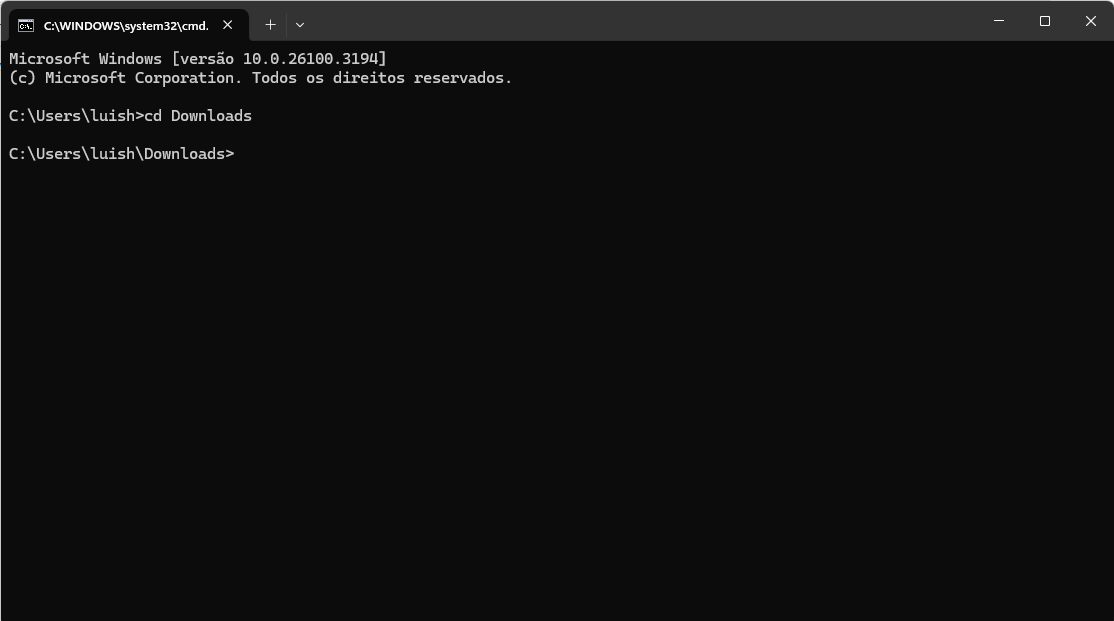 C:\WINDOWS\system32\cmd.
Microsoft Windows [versão 10.0.26100.3194]
(c) Microsoft Corporation. Todos os direitos reservados.
C:\Users\luish>cd Downloads
C:\Users\luish\Downloads>